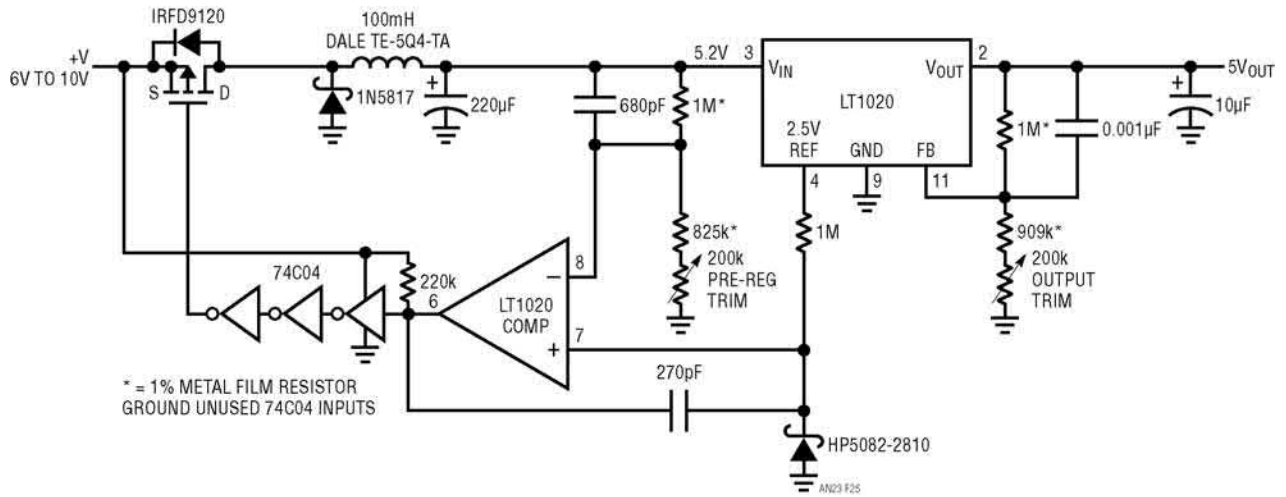 IRFD9120
+V
6V TO 10V
S
D
100mH
DALE TE-5Q4-TA
1N5817
+
220µF
680pF
1M*
5.2V
3
VIN
VOUT
2
LT1020
2.5V
REF
GND
FB
4
9
11
5VOUT
+
10µF
1M*
0.001µF
825k*
200k
PRE-REG
TRIM
1M
909k*
200k
OUTPUT
TRIM
74C04
220k
6
8
–
LT1020
COMP
7
+
270pF
* = 1% METAL FILM RESISTOR
GROUND UNUSED 74C04 INPUTS
HP5082-2810
AN23 F25